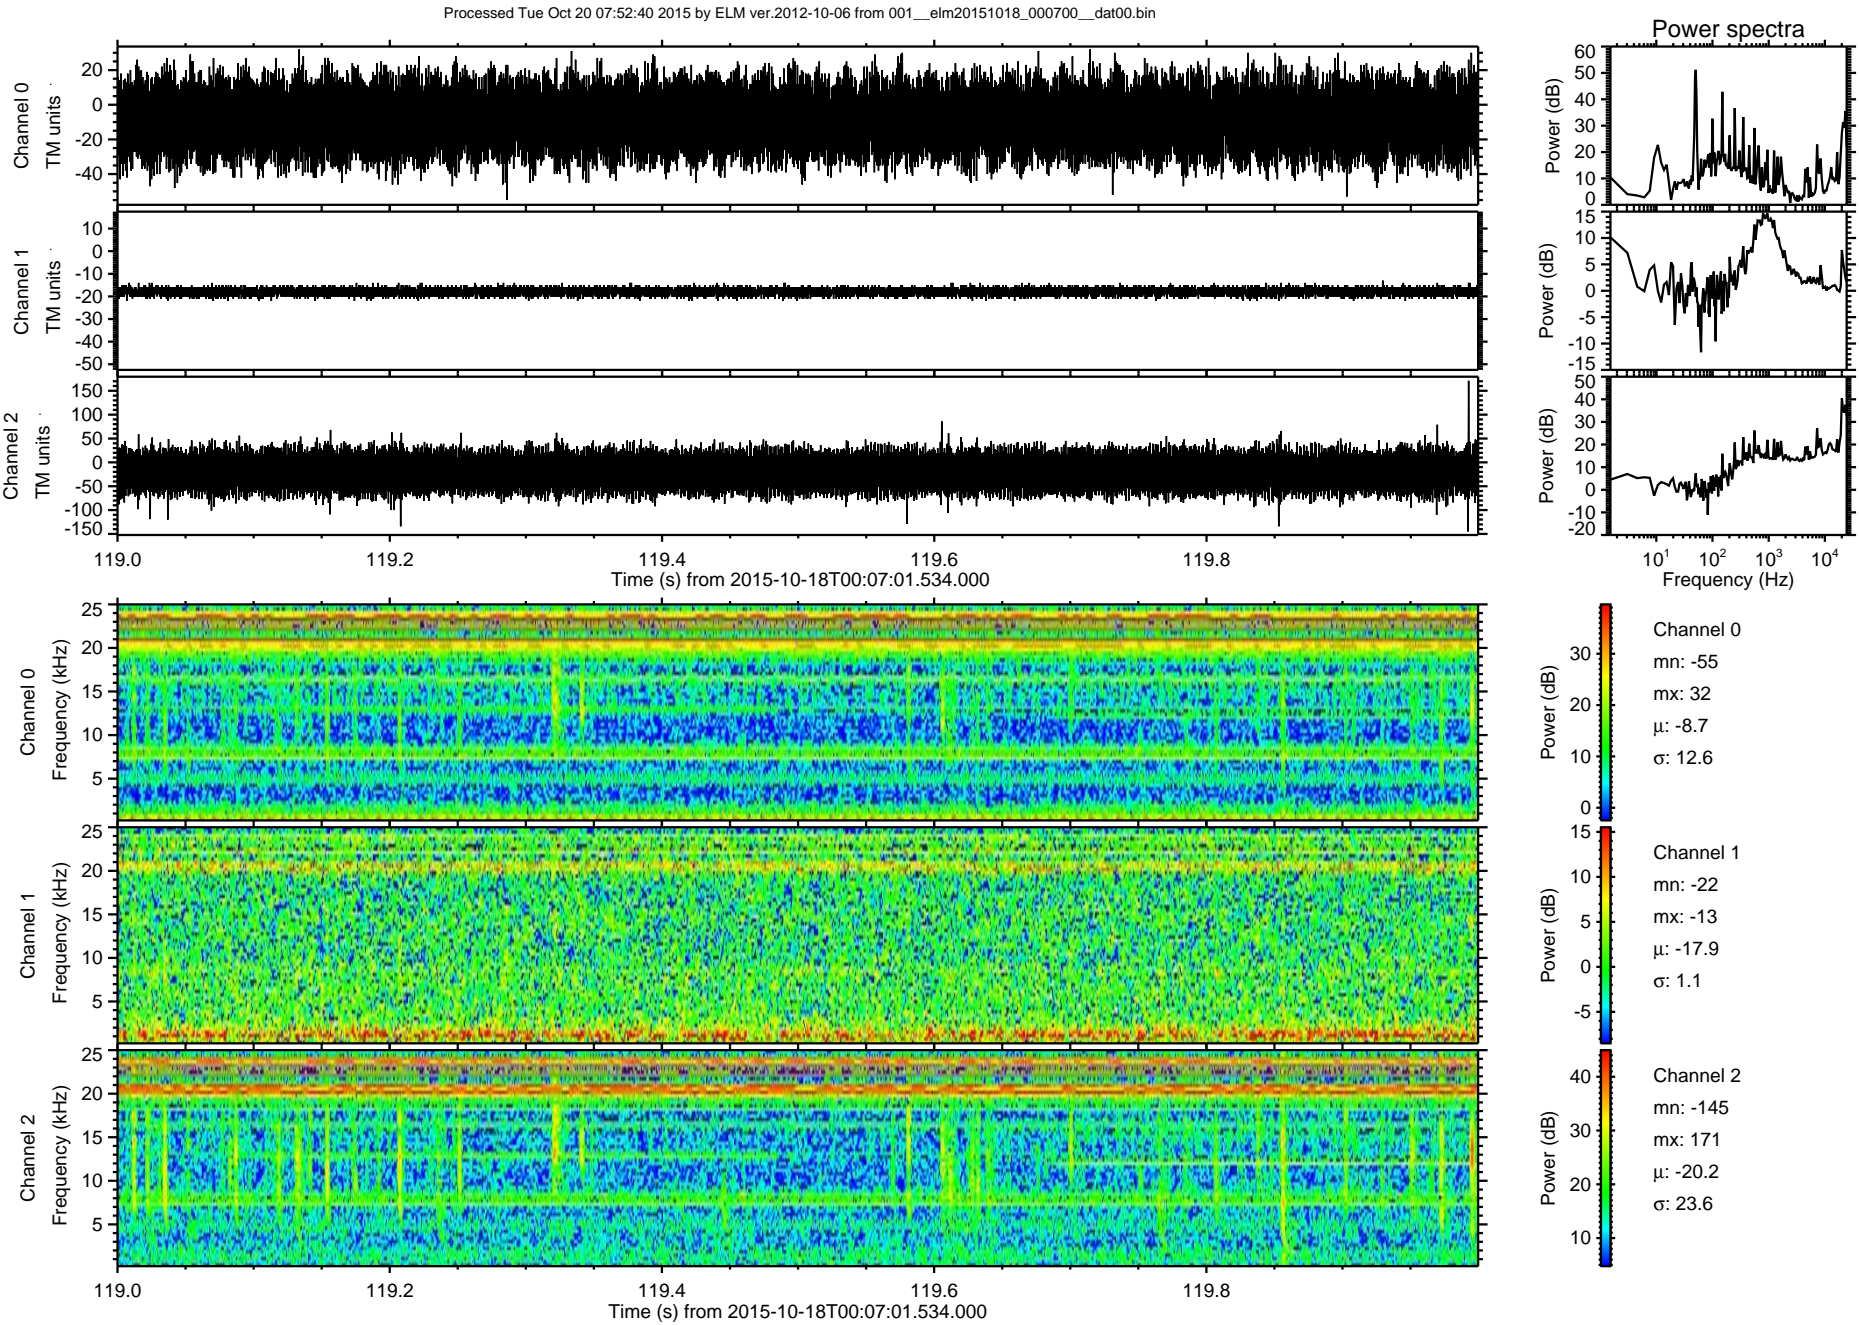 Processed Tue Oct 20 07:52:40 2015 by ELM ver.2012-10-06 from 001__elm20151018_000700__dat00.bin
Power spectra
Channel 0
TM units
20
0
-20
-40
Power (dB)
60
50
40
30
20
10
0
Channel 1
TM units
10
0
-10
-20
-30
-40
-50
Power (dB)
15
10
5
0
-5
-10
-15
Channel 2
TM units
150
100
50
0
-50
-100
-150
Power (dB)
50
40
30
20
10
0
-10
-20
119.0 119.2 119.4 119.6 119.8
Time (s) from 2015-10-18T00:07:01.534.000
10^1 10^2 10^3 10^4
Frequency (Hz)
Channel 0
Frequency (kHz)
25
20
15
10
5
Power (dB)
30
20
10
0
Channel 0
mn: -55
mx: 32
μ: -8.7
σ: 12.6
Channel 1
Frequency (kHz)
25
20
15
10
5
Power (dB)
15
10
5
0
-5
Channel 1
mn: -22
mx: -13
μ: -17.9
σ: 1.1
Channel 2
Frequency (kHz)
25
20
15
10
5
Power (dB)
40
30
20
10
Channel 2
mn: -145
mx: 171
μ: -20.2
σ: 23.6
119.0 119.2 119.4 119.6 119.8
Time (s) from 2015-10-18T00:07:01.534.000